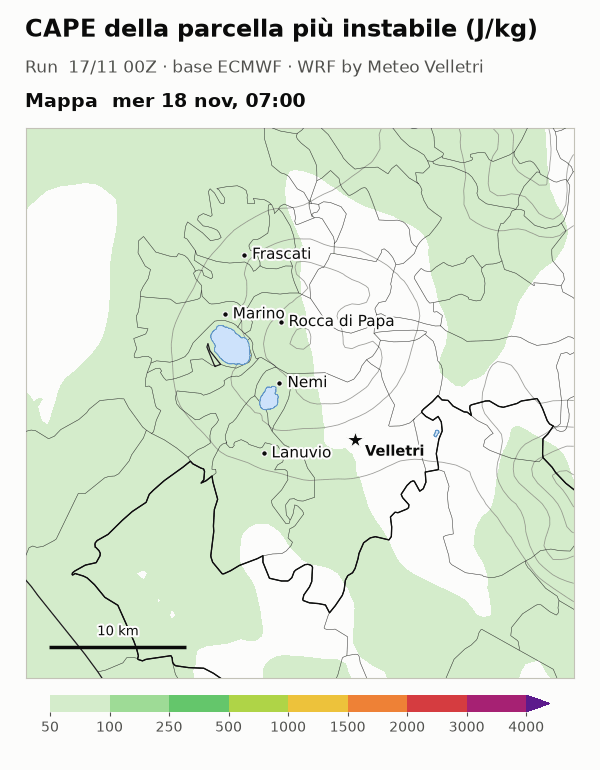 CAPE della parcella più instabile (J/kg)
Run  17/11 00Z · base ECMWF · WRF by Meteo Velletri
Mappa  mer 18 nov, 07:00
Frascati
Marino
Rocca di Papa
Nemi
Velletri
Lanuvio
10 km
50 100 250 500 1000 1500 2000 3000 4000